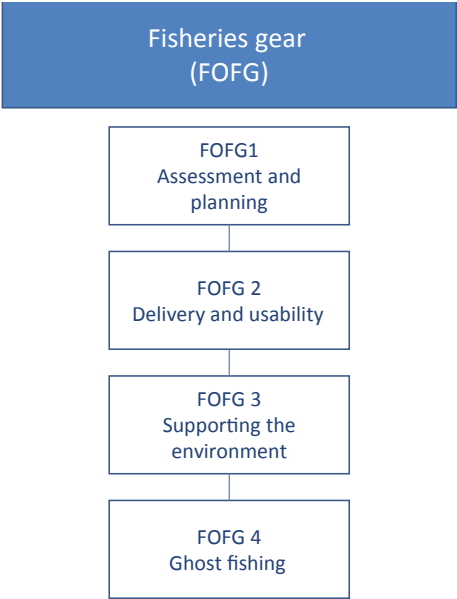 Fisheries gear
(FOFG)
FOFG1
Assessment and
planning
FOFG 2
Delivery and usability
FOFG 3
Supporting the
environment
FOFG 4
Ghost fishing